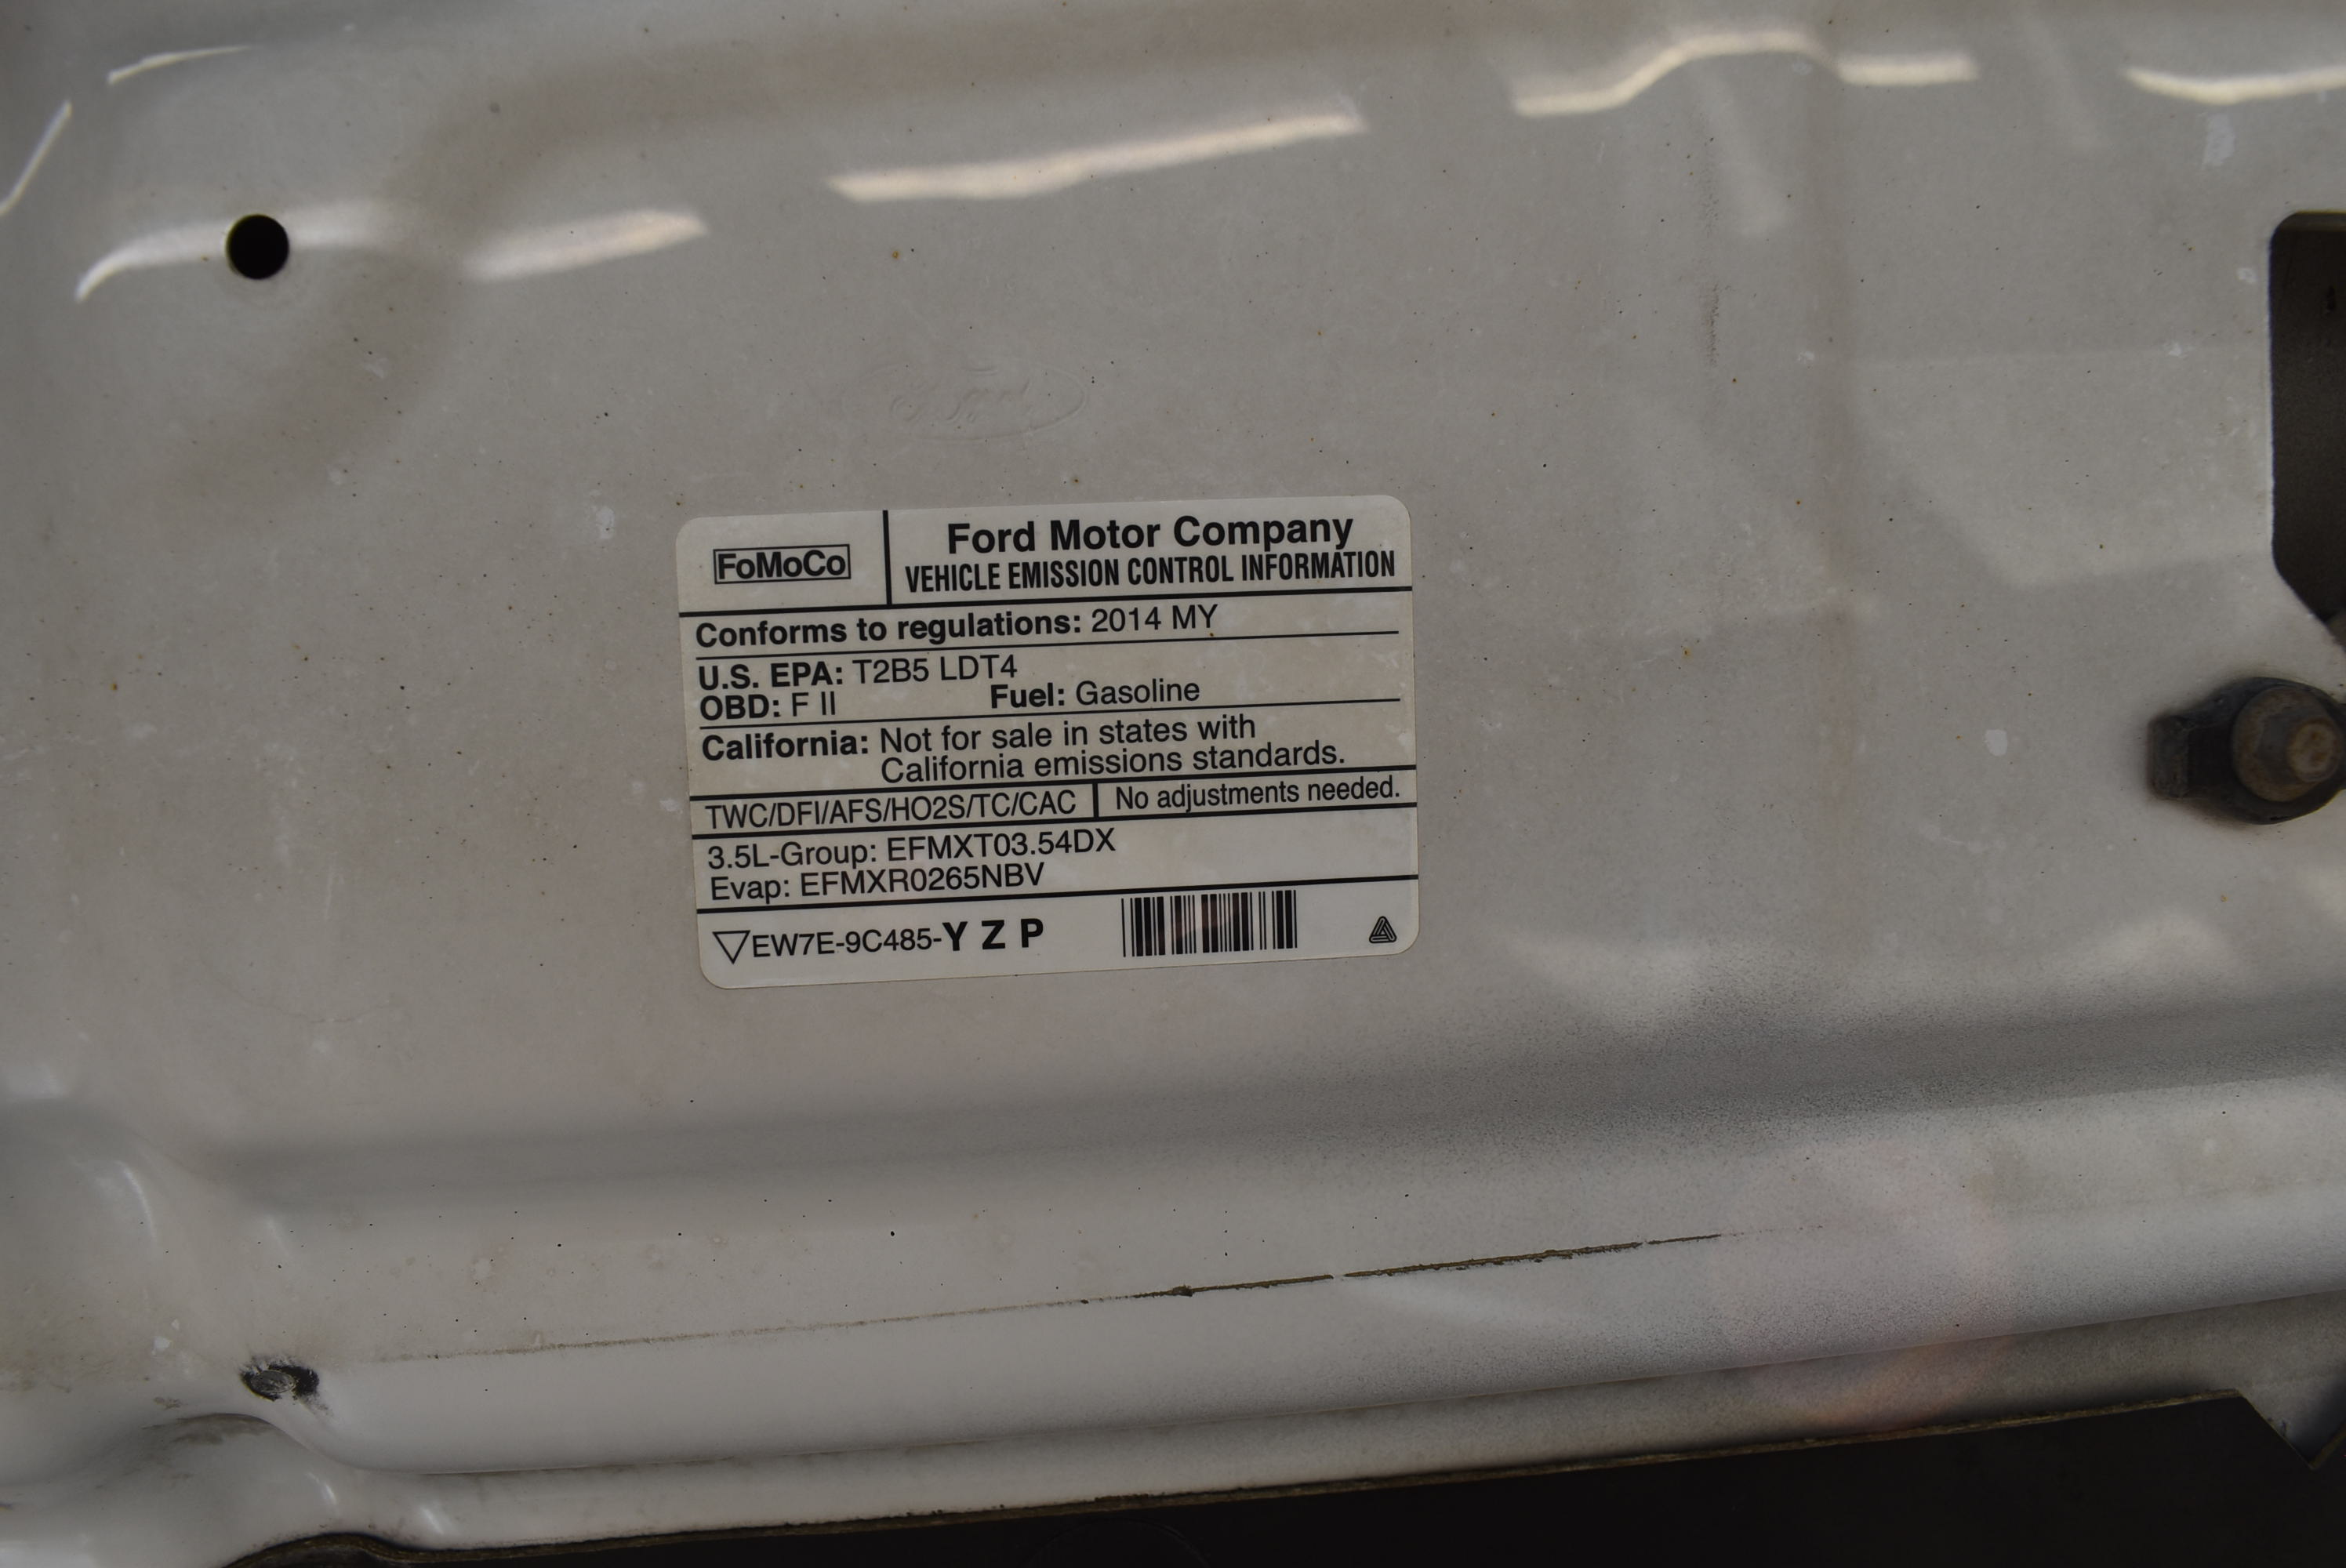 Ford
FoMoCo
Ford Motor Company
VEHICLE EMISSION CONTROL INFORMATION
Conforms to regulations: 2014 MY
U.S. EPA: T2B5 LDT4
OBD: F II Fuel: Gasoline
California: Not for sale in states with
California emissions standards.
TWC/DFI/AFS/HO2S/TC/CAC No adjustments needed.
3.5L-Group: EFMXT03.54DX
Evap: EFMXR0265NBV
EW7E-9C485-Y Z P